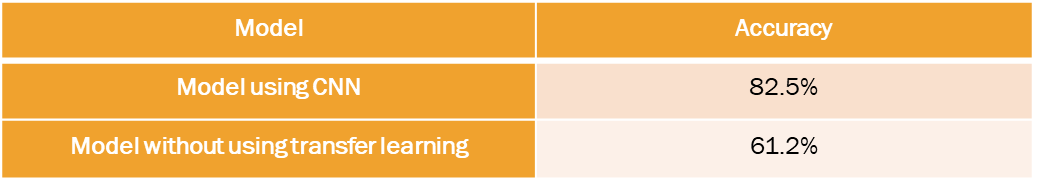 Model Accuracy
Model using CNN 82.5%
Model without using transfer learning 61.2%